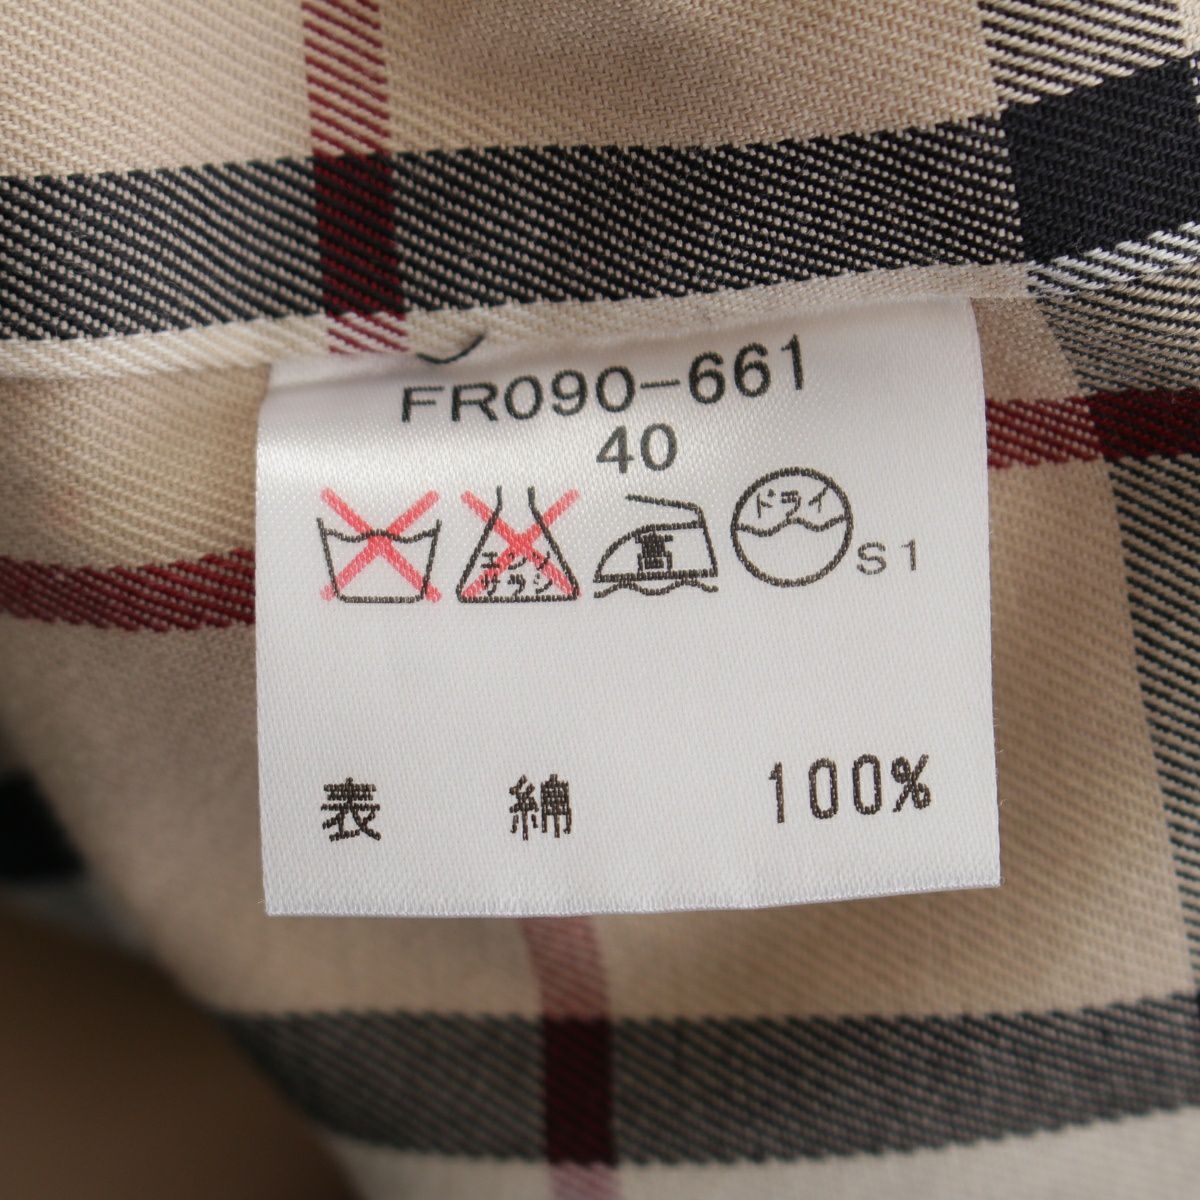 FR090-661
40
エンソ
サラシ
高
ドライ
S1
表 綿 100%